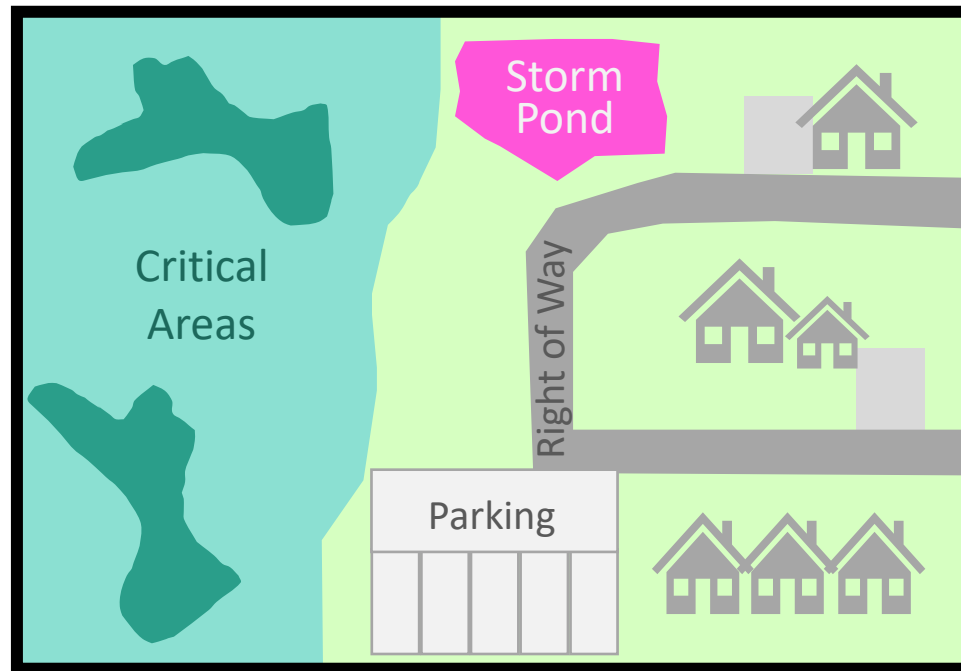 Storm
Pond
Critical
Areas
Right of Way
Parking